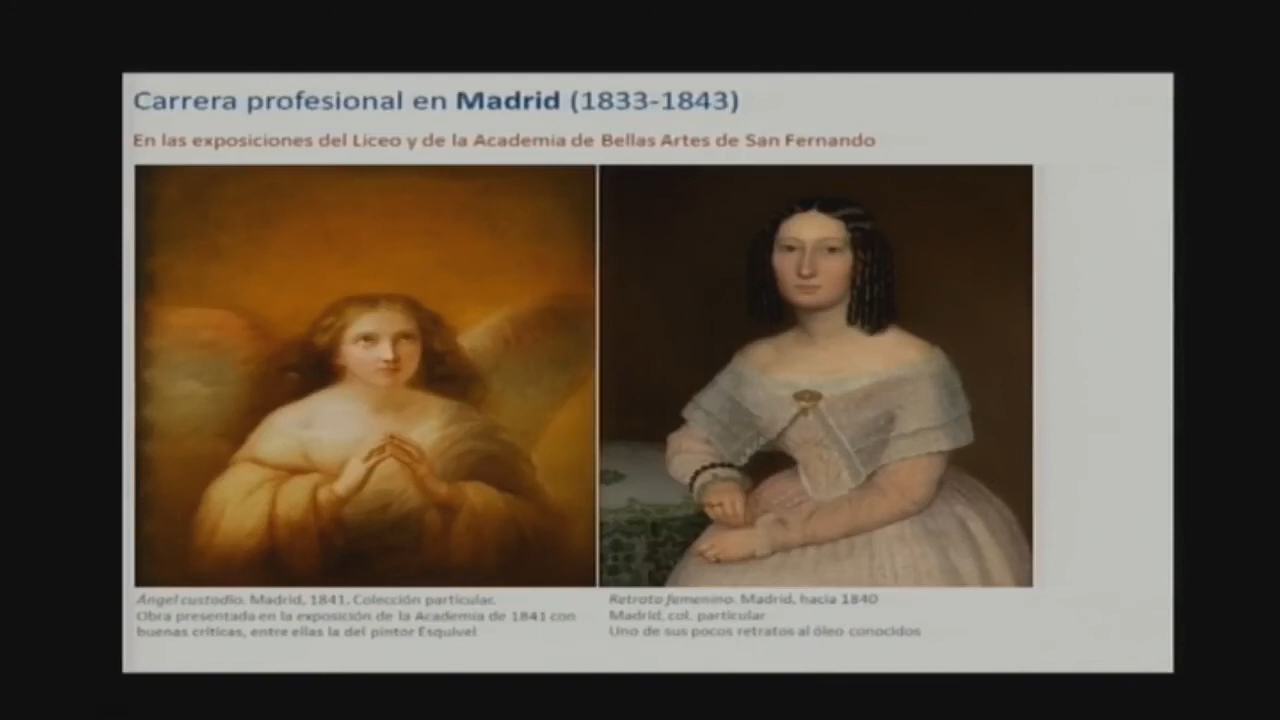 Carrera profesional en Madrid (1833-1843)
En las exposiciones del Liceo y de la Academia de Bellas Artes de San Fernando
Ángel custodio. Madrid, 1841. Colección particular.
Obra presentada en la exposición de la Academia de 1841 con
buenas críticas, entre ellas la del pintor Esquivel
Retrato femenino. Madrid, hacia 1840
Madrid, col. particular
Uno de sus pocos retratos al óleo conocidos